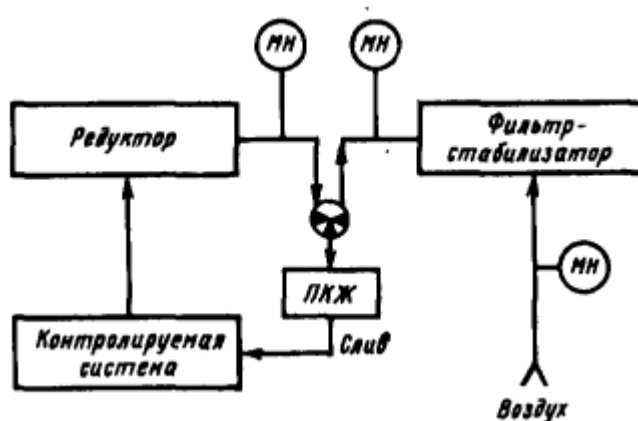 МН
МН
Редуктор
Фильтр-
стабилизатор
МН
ПКЖ
Слив
Контролируемая
система
Воздух